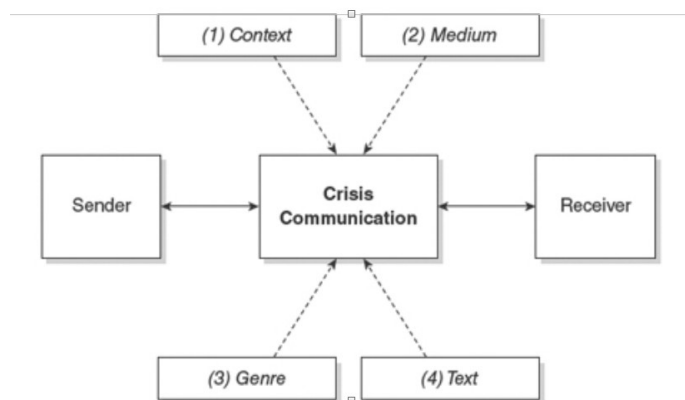 (1) Context
(2) Medium
Sender
Crisis
Communication
Receiver
(3) Genre
(4) Text